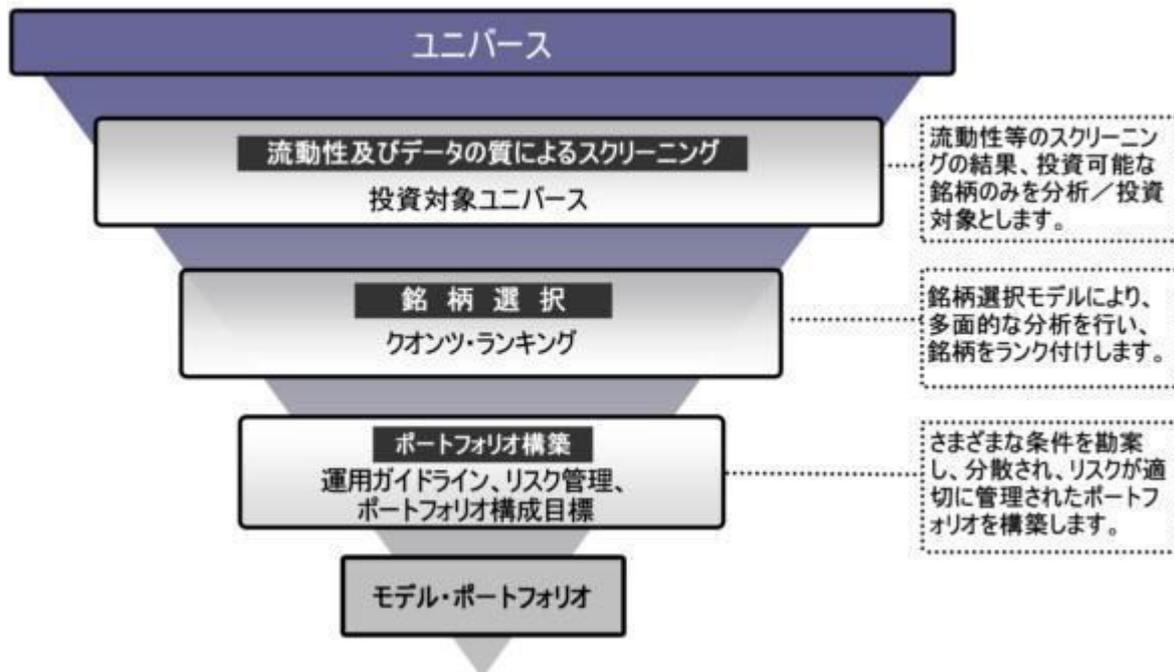 ユニバース
流動性及びデータの質によるスクリーニング
投資対象ユニバース
流動性等のスクリーニン
グの結果、投資可能な
銘柄のみを分析／投資
対象とします。
銘柄選択
クオンツ・ランキング
銘柄選択モデルにより、
多面的な分析を行い、
銘柄をランク付けします。
ポートフォリオ構築
運用ガイドライン、リスク管理、
ポートフォリオ構成目標
さまざまな条件を勘案
し、分散され、リスクが適
切に管理されたポートフ
ォリオを構築します。
モデル・ポートフォリオ